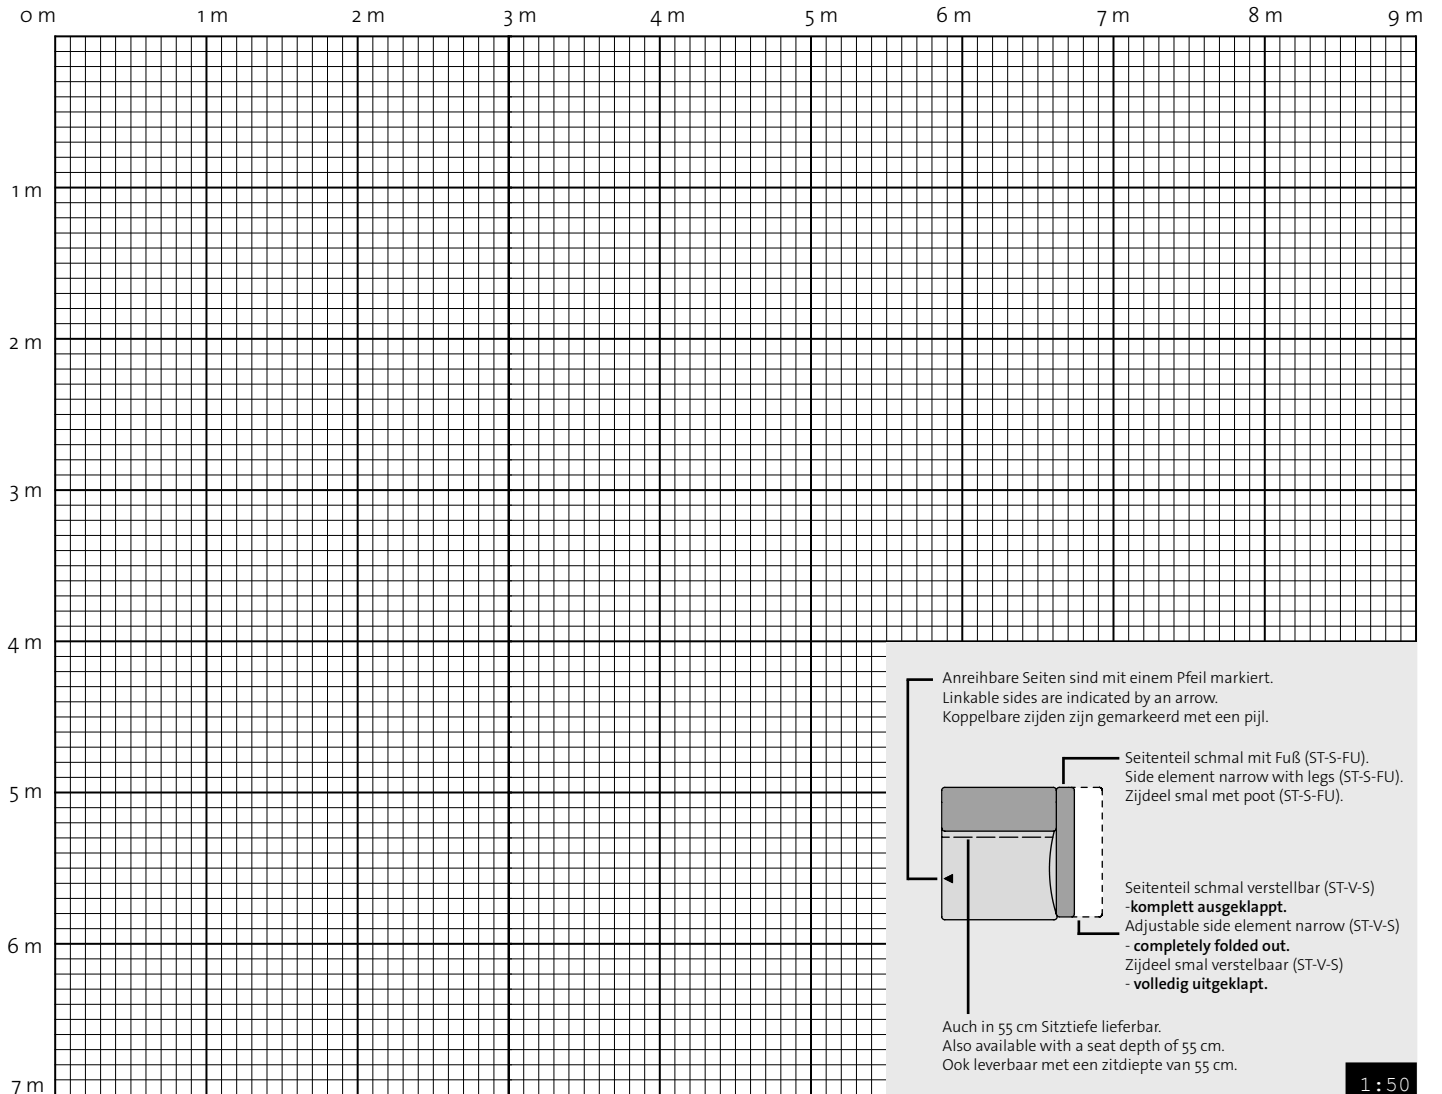 0 m 1 m 2 m 3 m 4 m 5 m 6 m 7 m 8 m 9 m
1 m
2 m
3 m
4 m
5 m
6 m
7 m
Anreihbare Seiten sind mit einem Pfeil markiert.
Linkable sides are indicated by an arrow.
Koppelbare zijden zijn gemarkeerd met een pijl.
Seitenteil schmal mit Fuß (ST-S-FU).
Side element narrow with legs (ST-S-FU).
Zijdeel smal met poot (ST-S-FU).
Seitenteil schmal verstellbar (ST-V-S)
-komplett ausgeklappt.
Adjustable side element narrow (ST-V-S)
- completely folded out.
Zijdeel smal verstelbaar (ST-V-S)
- volledig uitgeklapt.
Auch in 55 cm Sitztiefe lieferbar.
Also available with a seat depth of 55 cm.
Ook leverbaar met een zitdiepte van 55 cm.
1:50